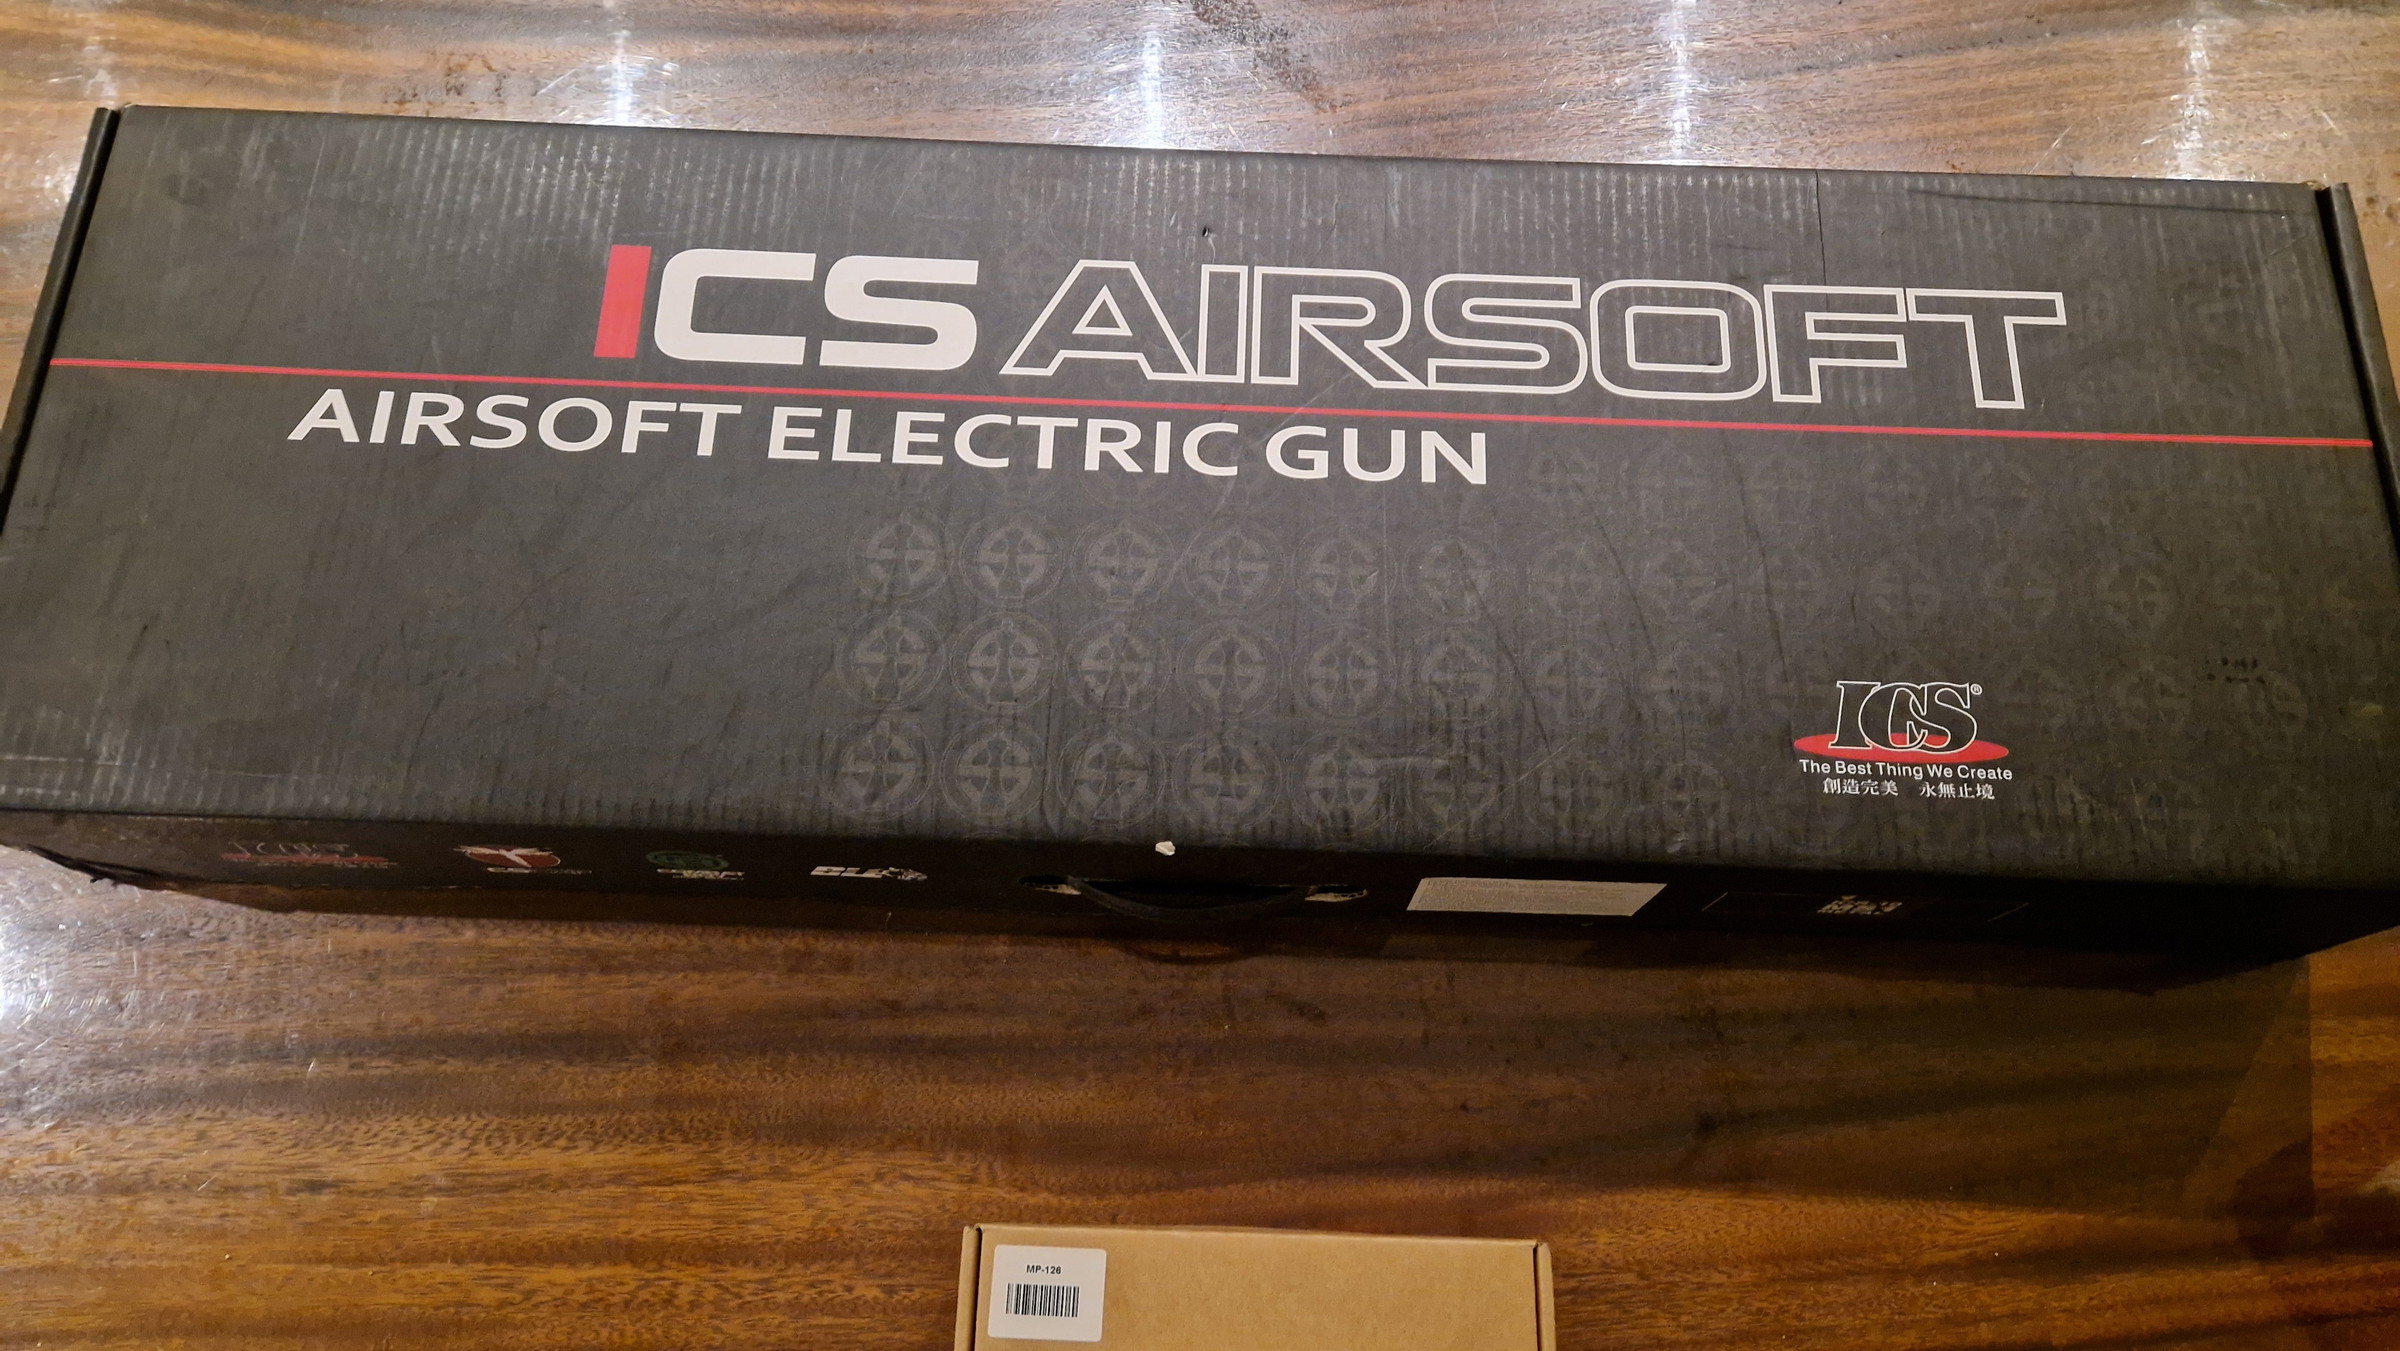 ICS AIRSOFT
AIRSOFT ELECTRIC GUN
ICS®
The Best Thing We Create
創造完美 永無止境
MP-126